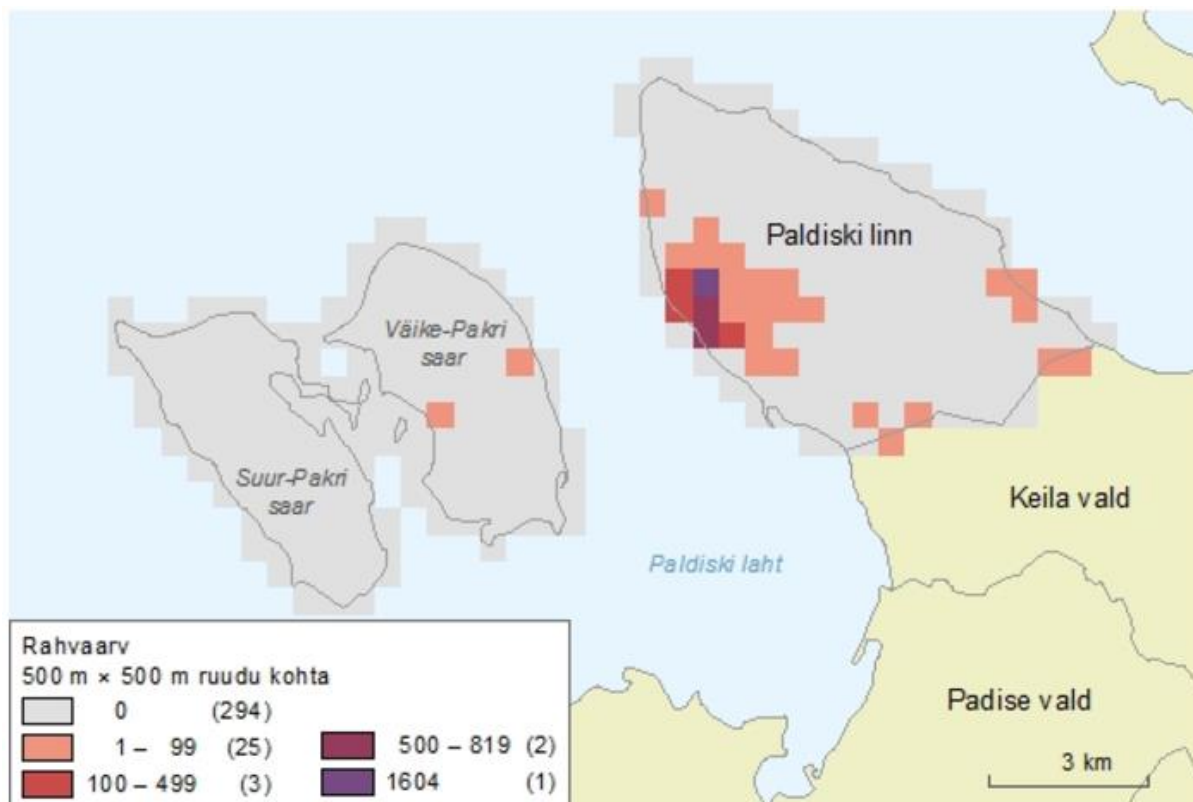 Paldiski linn
Väike-Pakri
saar
Suur-Pakri
saar
Keila vald
Paldiski laht
Padise vald
3 km
Rahvaarv
500 m × 500 m ruudu kohta
0 (294)
1 – 99 (25)
100 – 499 (3)
500 – 819 (2)
1604 (1)